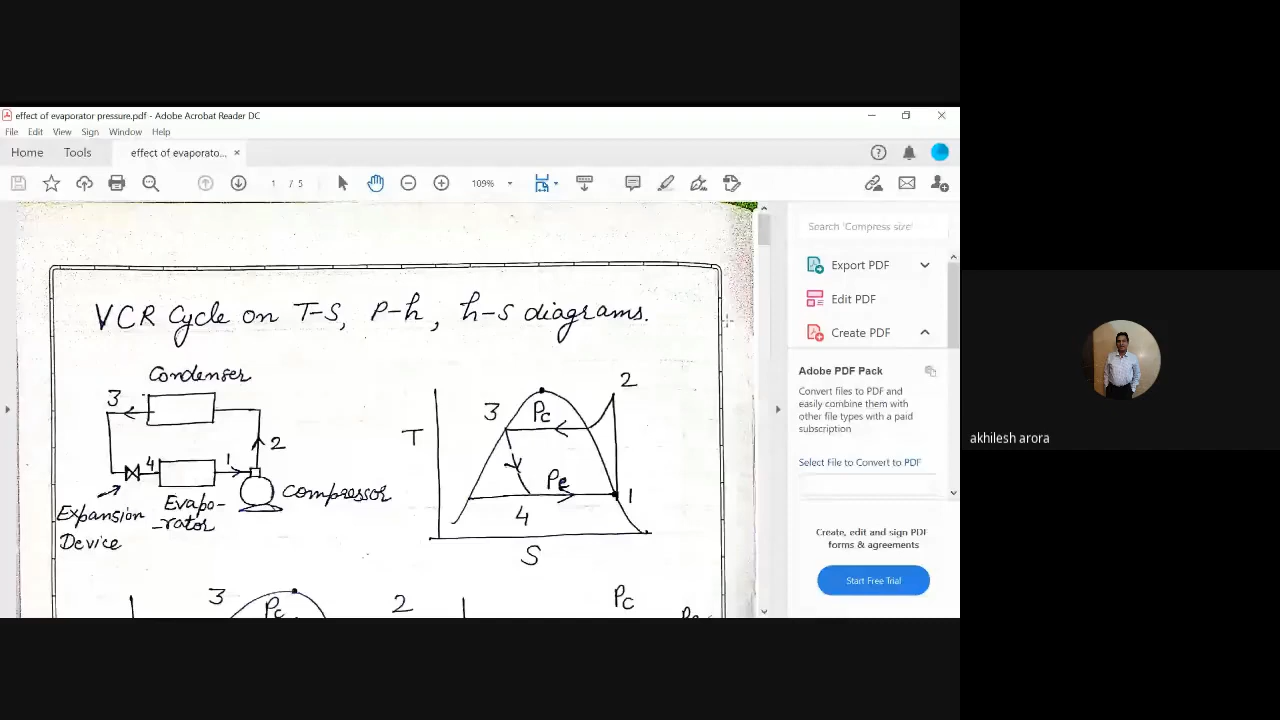 effect of evaporator pressure.pdf - Adobe Acrobat Reader DC
File Edit View Sign Window Help
Home Tools effect of evaporato... ×
1 / 5 109%
Search 'Compress size'
Export PDF
Edit PDF
Create PDF
Adobe PDF Pack
Convert files to PDF and
easily combine them with
other file types with a paid
subscription
Select File to Convert to PDF
Create, edit and sign PDF
forms & agreements
Start Free Trial
VCR Cycle on T-S, P-h, h-s diagrams.
Condenser
3
2
4
1
Compressor
Expansion
Device
Evapo-
-rator
T
3
Pc
2
Pe
1
4
S
3
Pc
2
Pc
akhilesh arora